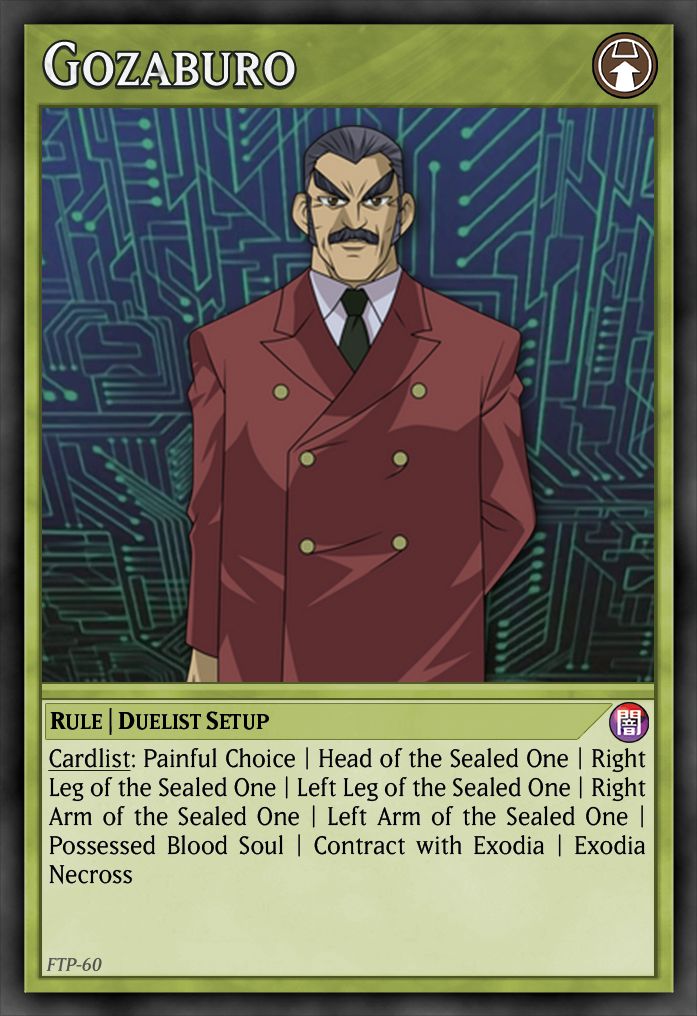 Gozaburo
Rule | Duelist Setup
闇
Cardlist: Painful Choice | Head of the Sealed One | Right
Leg of the Sealed One | Left Leg of the Sealed One | Right
Arm of the Sealed One | Left Arm of the Sealed One |
Possessed Blood Soul | Contract with Exodia | Exodia
Necross
FTP-60